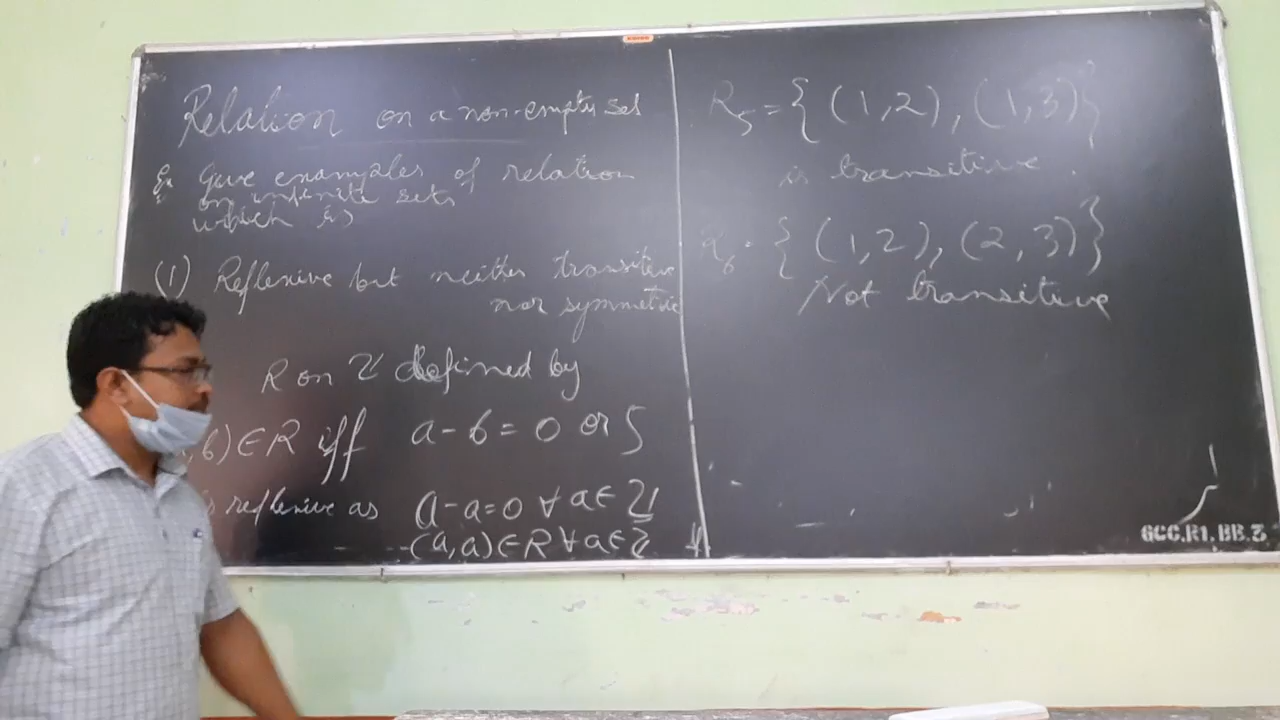 Relation on a non-empty set
Ex Give examples of relation
on infinite sets
which is
(1) Reflexive but neither transitive
nor symmetric
R on Z defined by
,b) ∈ R iff a - b = 0 or 5
is reflexive as a - a = 0 ∀ a ∈ Z
(a,a) ∈ R ∀ a ∈ Z
R5 = { (1,2), (1,3) }
is transitive.
R6 = { (1,2), (2,3) }
Not transitive
GCC.R1.BB.Z